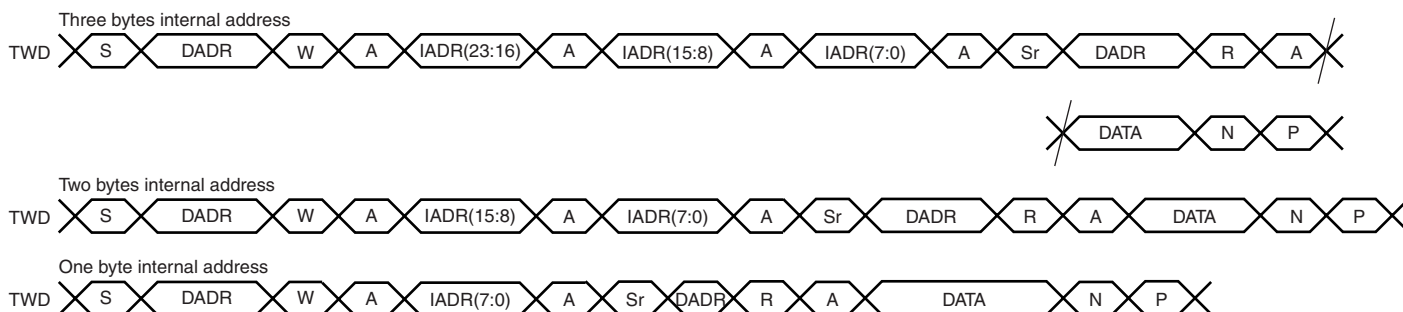 Three bytes internal address
TWD S DADR W A IADR(23:16) A IADR(15:8) A IADR(7:0) A Sr DADR R A
DATA N P
Two bytes internal address
TWD S DADR W A IADR(15:8) A IADR(7:0) A Sr DADR R A DATA N P
One byte internal address
TWD S DADR W A IADR(7:0) A Sr DADR R A DATA N P